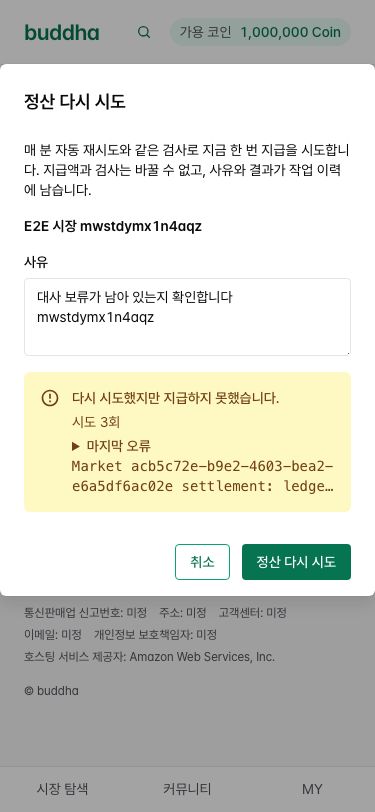 buddha
가용 코인 1,000,000 Coin
정산 다시 시도
매 분 자동 재시도와 같은 검사로 지금 한 번 지급을 시도합니
다. 지급액과 검사는 바꿀 수 없고, 사유와 결과가 작업 이력
에 남습니다.
E2E 시장 mwstdymx1n4aqz
사유
대사 보류가 남아 있는지 확인합니다
mwstdymx1n4aqz
다시 시도했지만 지급하지 못했습니다.
시도 3회
▶ 마지막 오류
Market acb5c72e-b9e2-4603-bea2-
e6a5df6ac02e settlement: ledge…
취소
정산 다시 시도
통신판매업 신고번호: 미정 주소: 미정 고객센터: 미정
이메일: 미정 개인정보 보호책임자: 미정
호스팅 서비스 제공자: Amazon Web Services, Inc.
© buddha
시장 탐색
커뮤니티
MY